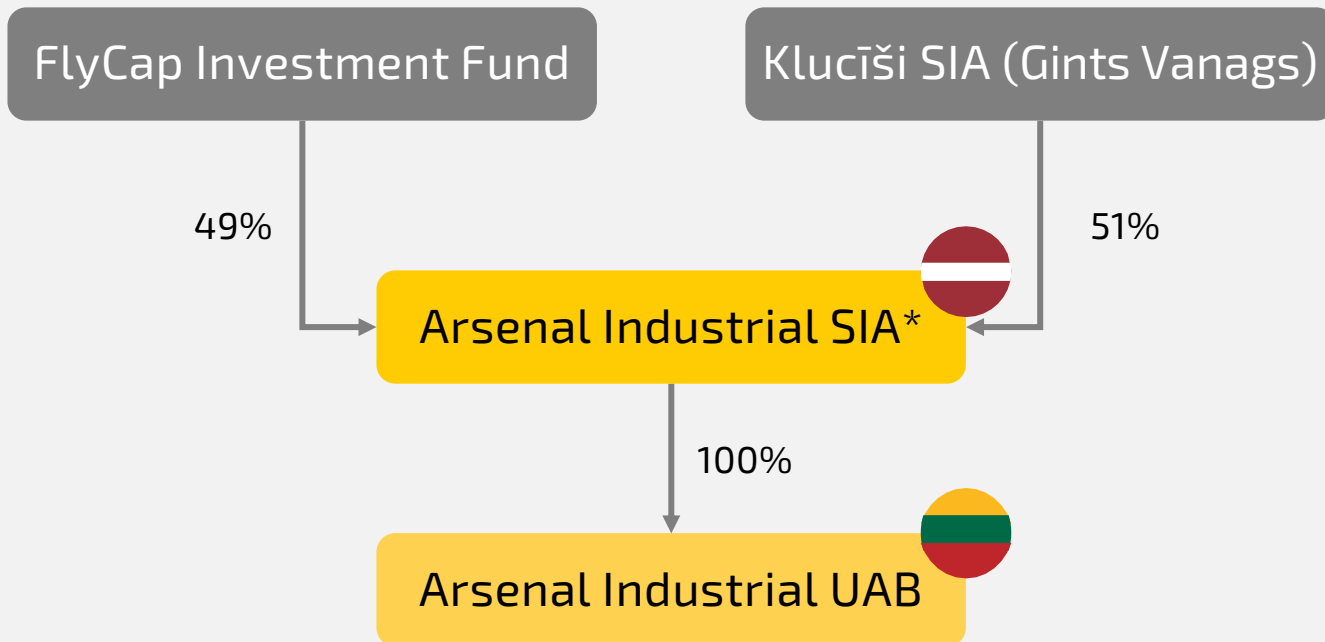 FlyCap Investment Fund
Klucīši SIA (Gints Vanags)
49%
51%
Arsenal Industrial SIA*
100%
Arsenal Industrial UAB